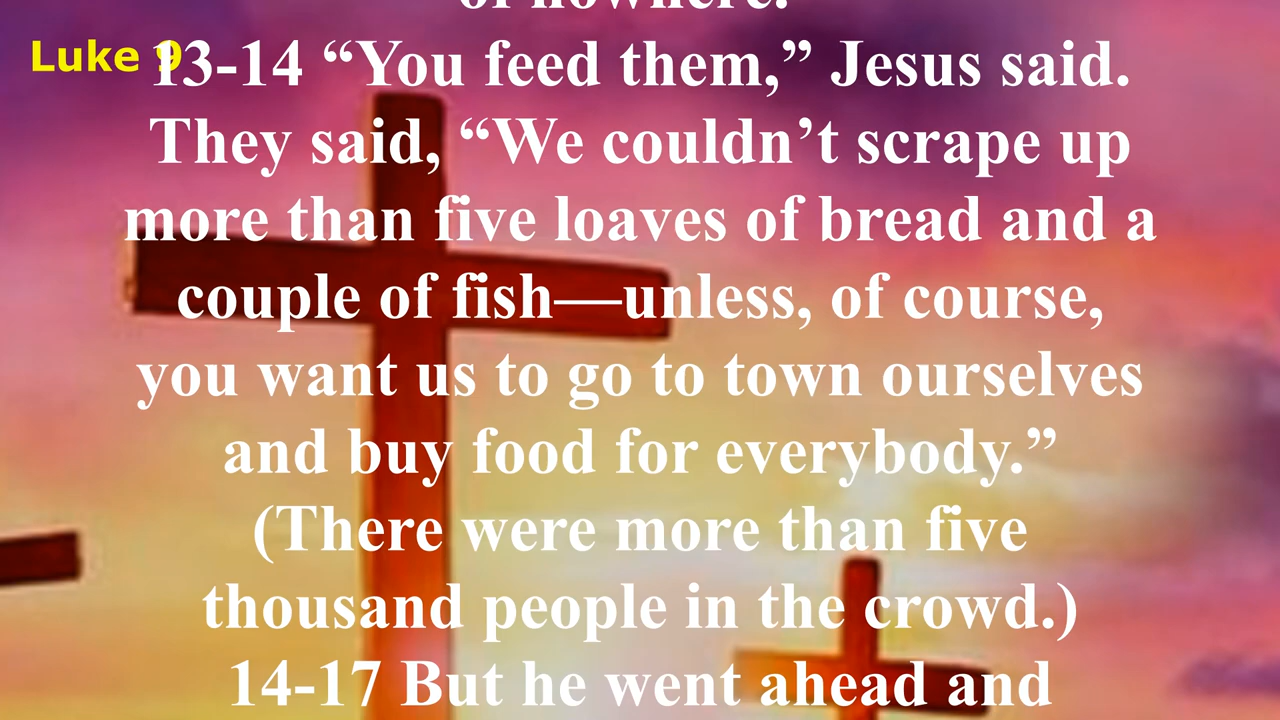 of nowhere.”
Luke 9
13-14 “You feed them,” Jesus said.
They said, “We couldn’t scrape up
more than five loaves of bread and a
couple of fish—unless, of course,
you want us to go to town ourselves
and buy food for everybody.”
(There were more than five
thousand people in the crowd.)
14-17 But he went ahead and